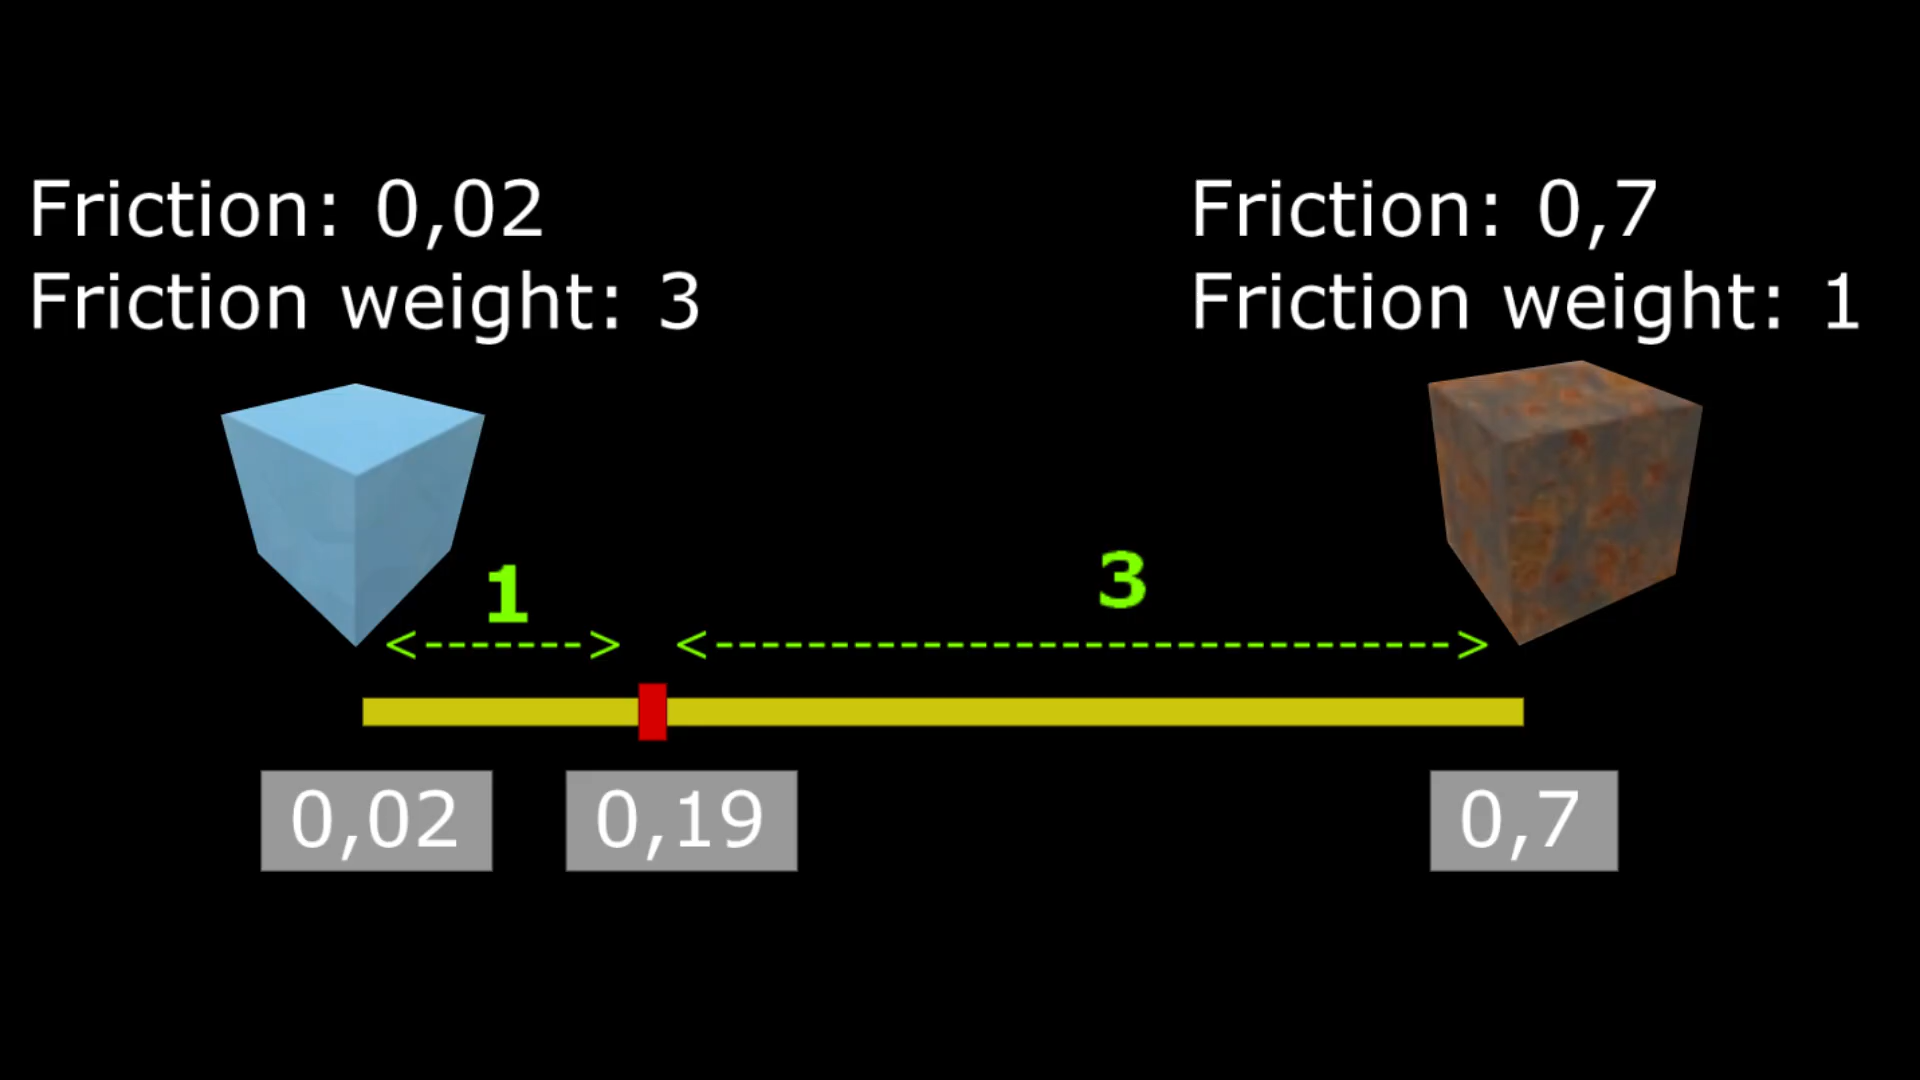 Friction: 0,02
Friction weight: 3
Friction: 0,7
Friction weight: 1
1
3
<-------> <------------------------->
0,02
0,19
0,7